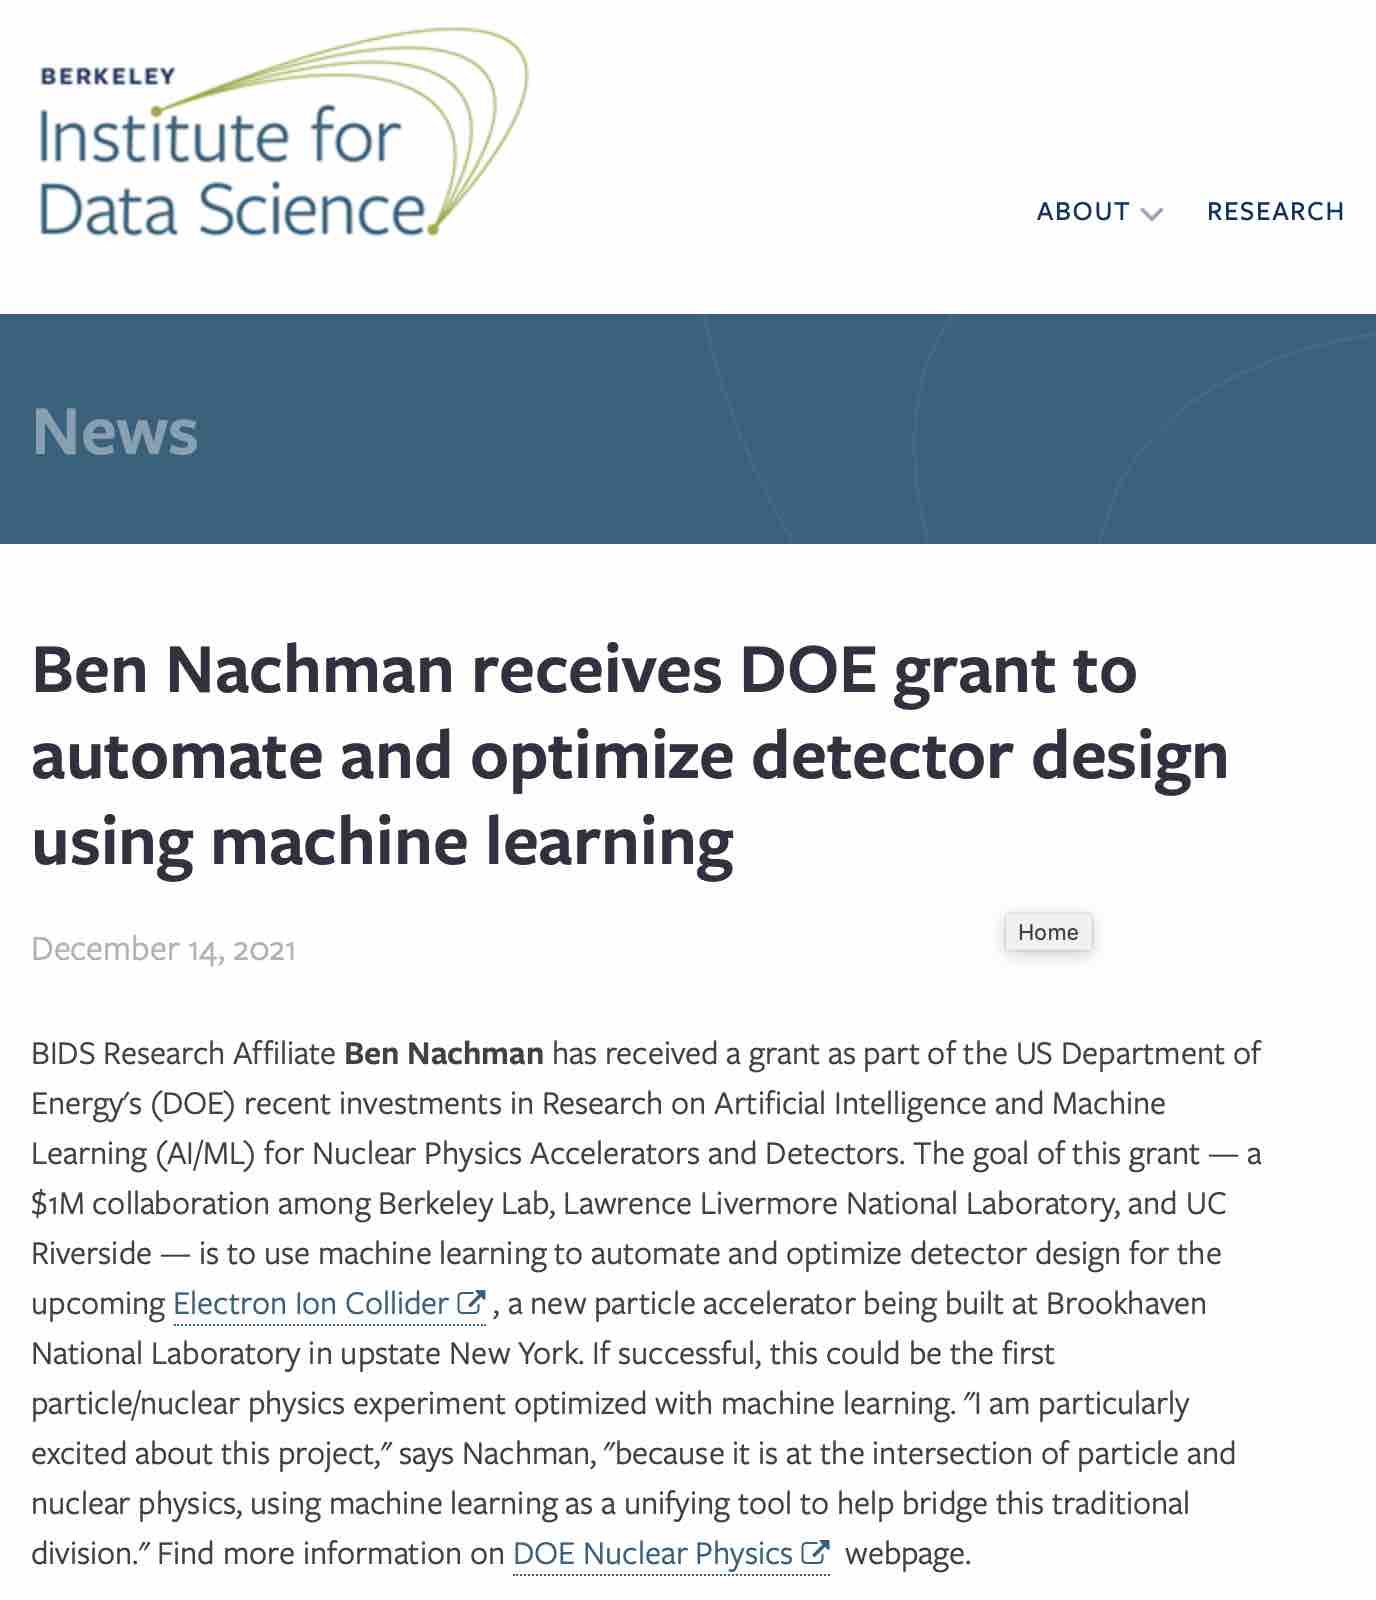 BERKELEY
Institute for
Data Science
ABOUT RESEARCH
News
Ben Nachman receives DOE grant to
automate and optimize detector design
using machine learning
Home
December 14, 2021
BIDS Research Affiliate Ben Nachman has received a grant as part of the US Department of
Energy's (DOE) recent investments in Research on Artificial Intelligence and Machine
Learning (AI/ML) for Nuclear Physics Accelerators and Detectors. The goal of this grant — a
$1M collaboration among Berkeley Lab, Lawrence Livermore National Laboratory, and UC
Riverside — is to use machine learning to automate and optimize detector design for the
upcoming Electron Ion Collider , a new particle accelerator being built at Brookhaven
National Laboratory in upstate New York. If successful, this could be the first
particle/nuclear physics experiment optimized with machine learning. "I am particularly
excited about this project," says Nachman, "because it is at the intersection of particle and
nuclear physics, using machine learning as a unifying tool to help bridge this traditional
division." Find more information on DOE Nuclear Physics webpage.